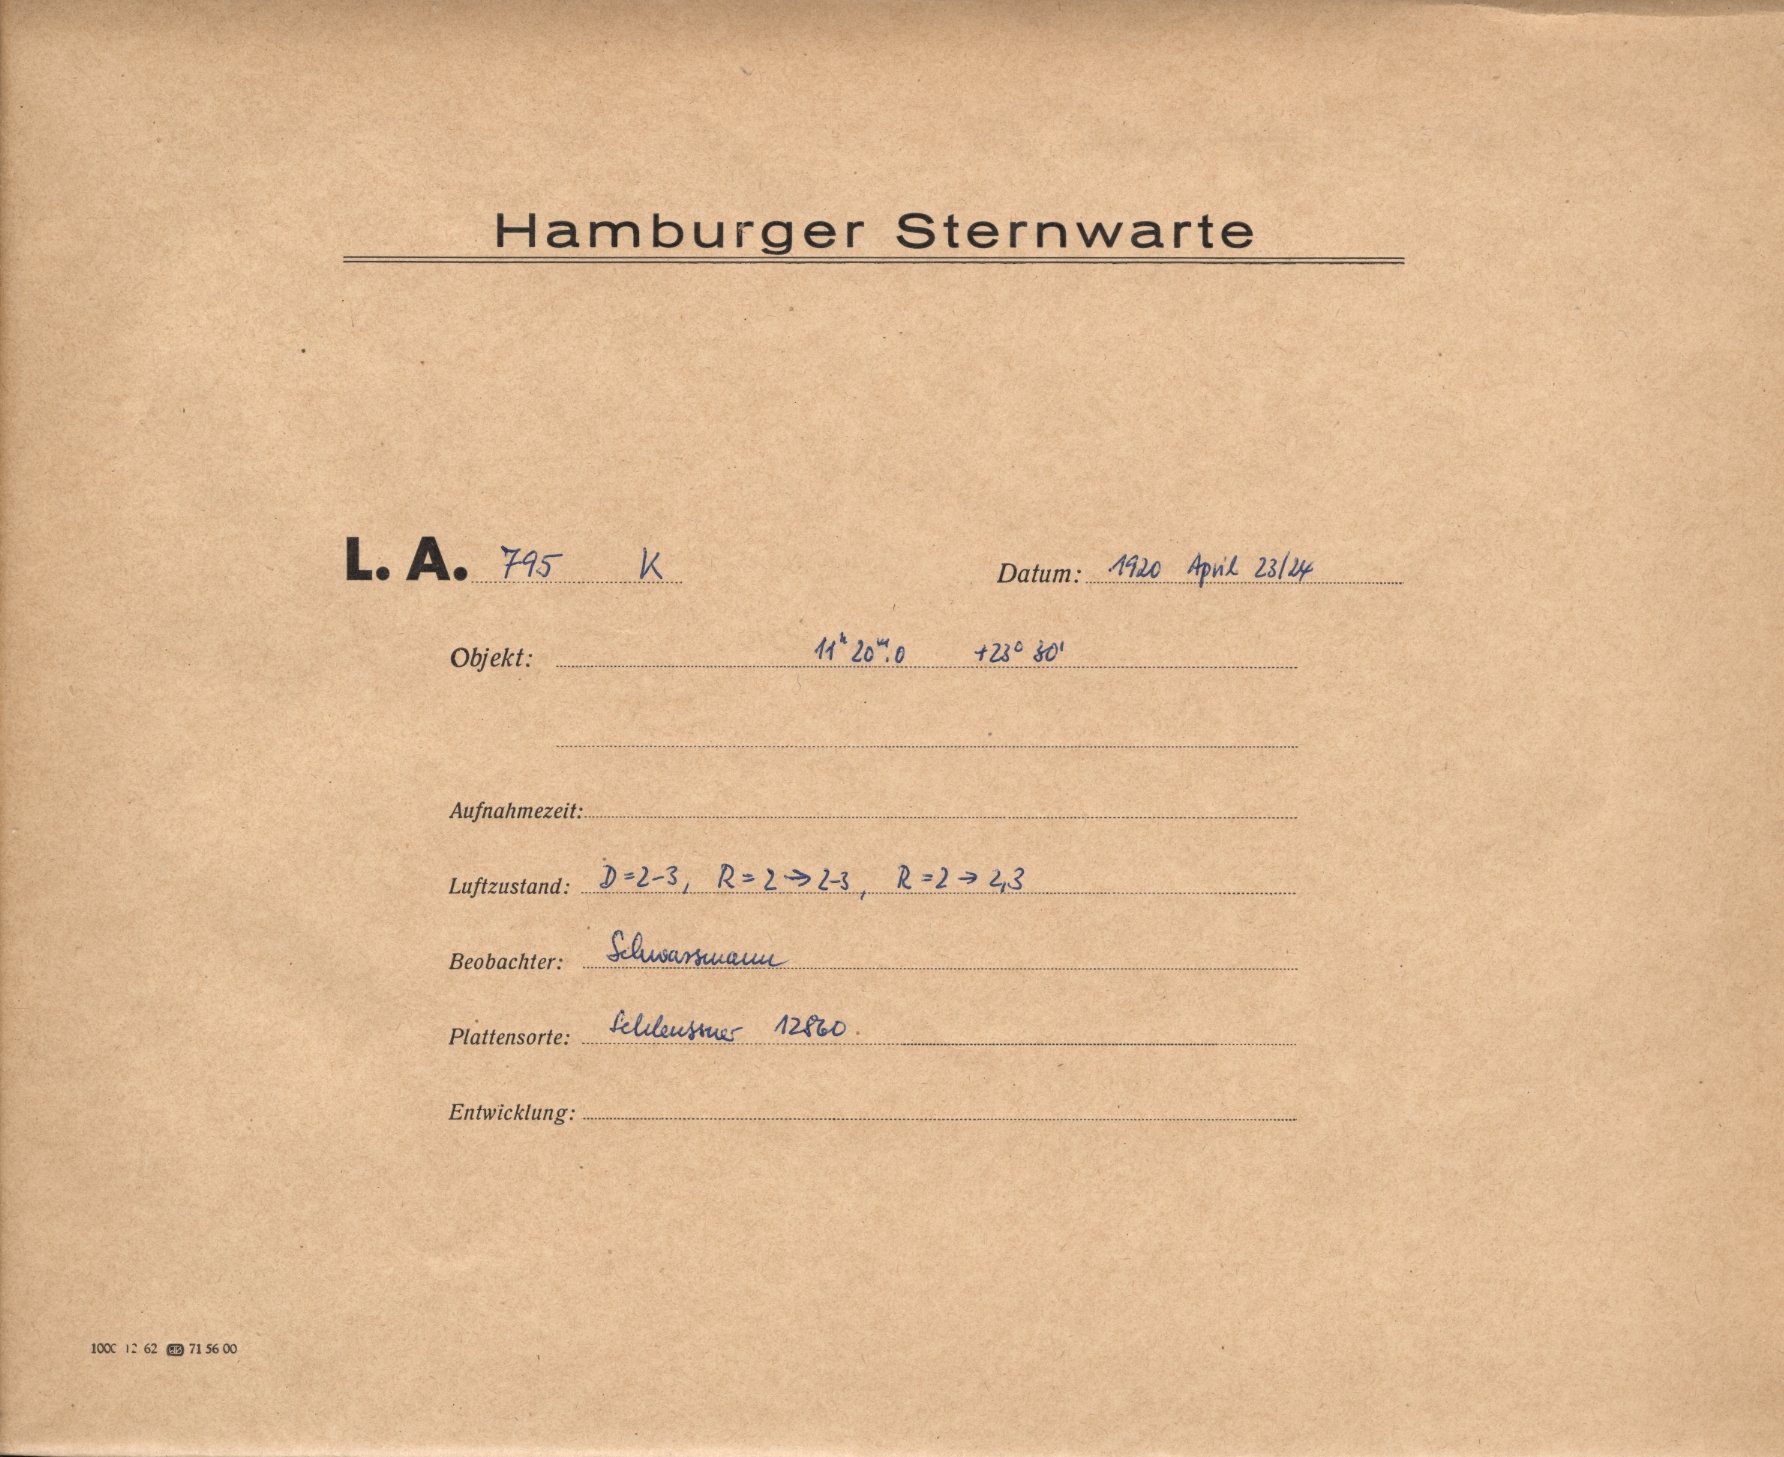 Hamburger Sternwarte
L. A. 795 K Datum: 1920 April 23/24
Objekt: 11ʰ 20ᵐ.0 +23° 30'
Aufnahmezeit:
Luftzustand: D=2-3, R=2→2-3, R=2→2,3
Beobachter: Schwassmann
Plattensorte: Schleussner 12860.
Entwicklung:
1000 12 62 71 56 00